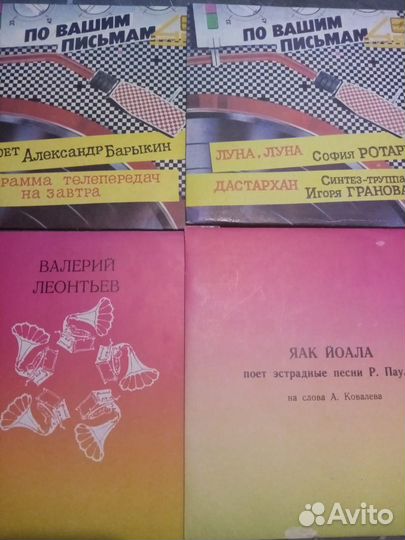 ПО ВАШИМ
ПИСЬМАМ
Александр Барыкин
телепередач
на завтра
ПО ВАШИМ
ПИСЬМАМ
ЛУНА, ЛУНА София
ДАСТАРХАН Синтез-группа
Игоря
ВАЛЕРИЙ
ЛЕОНТЬЕВ
ЯАК ЙОАЛА
поет эстрадные песни Р.
на слова А. Ковалева
Avito